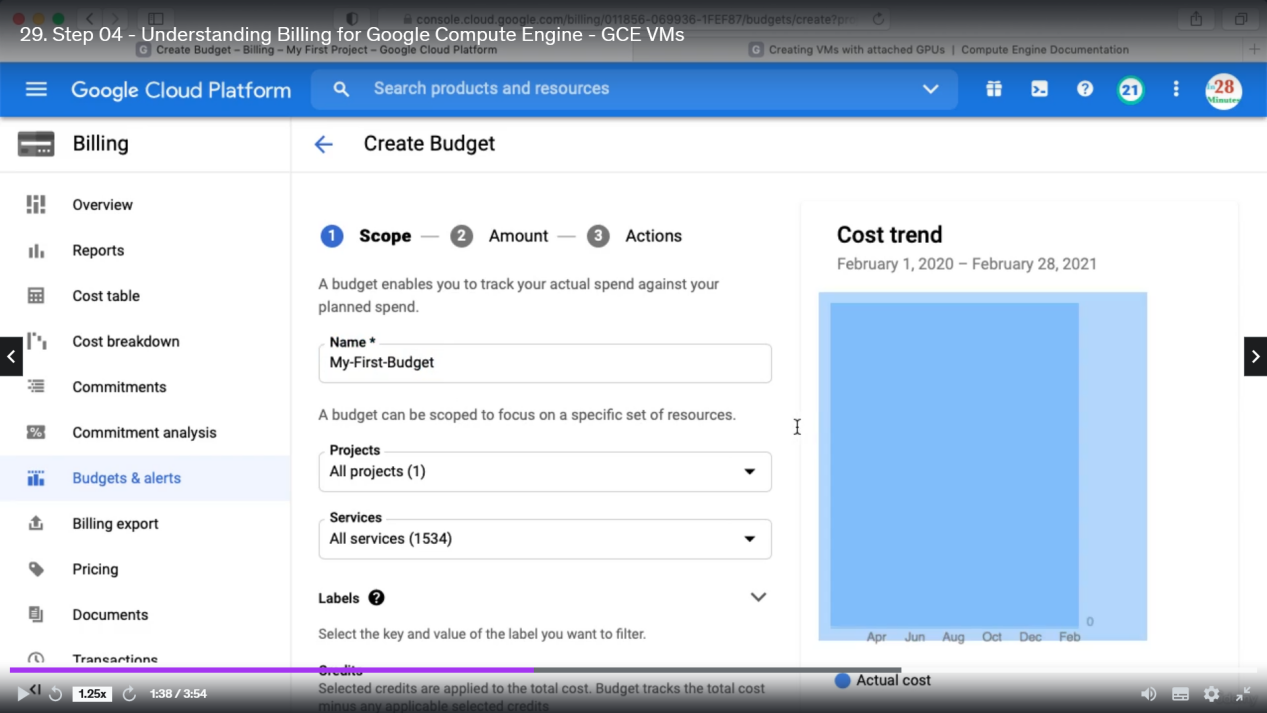 console.cloud.google.com/billing/011856-069936-1FEF87/budgets/create?pro
29. Step 04 - Understanding Billing for Google Compute Engine - GCE VMs
Create Budget – Billing – My First Project – Google Cloud Platform
Creating VMs with attached GPUs | Compute Engine Documentation
Google Cloud Platform
Search products and resources
21
28
Minutes
Billing
Create Budget
Overview
Reports
Cost table
Cost breakdown
Commitments
Commitment analysis
Budgets & alerts
Billing export
Pricing
Documents
Transactions
1 Scope — 2 Amount — 3 Actions
A budget enables you to track your actual spend against your
planned spend.
Name *
My-First-Budget
A budget can be scoped to focus on a specific set of resources.
Projects
All projects (1)
Services
All services (1534)
Labels
Select the key and value of the label you want to filter.
Credits
Selected credits are applied to the total cost. Budget tracks the total cost
minus any applicable selected credits
Cost trend
February 1, 2020 – February 28, 2021
0
Apr Jun Aug Oct Dec Feb
Actual cost
1.25x
1:38 / 3:54